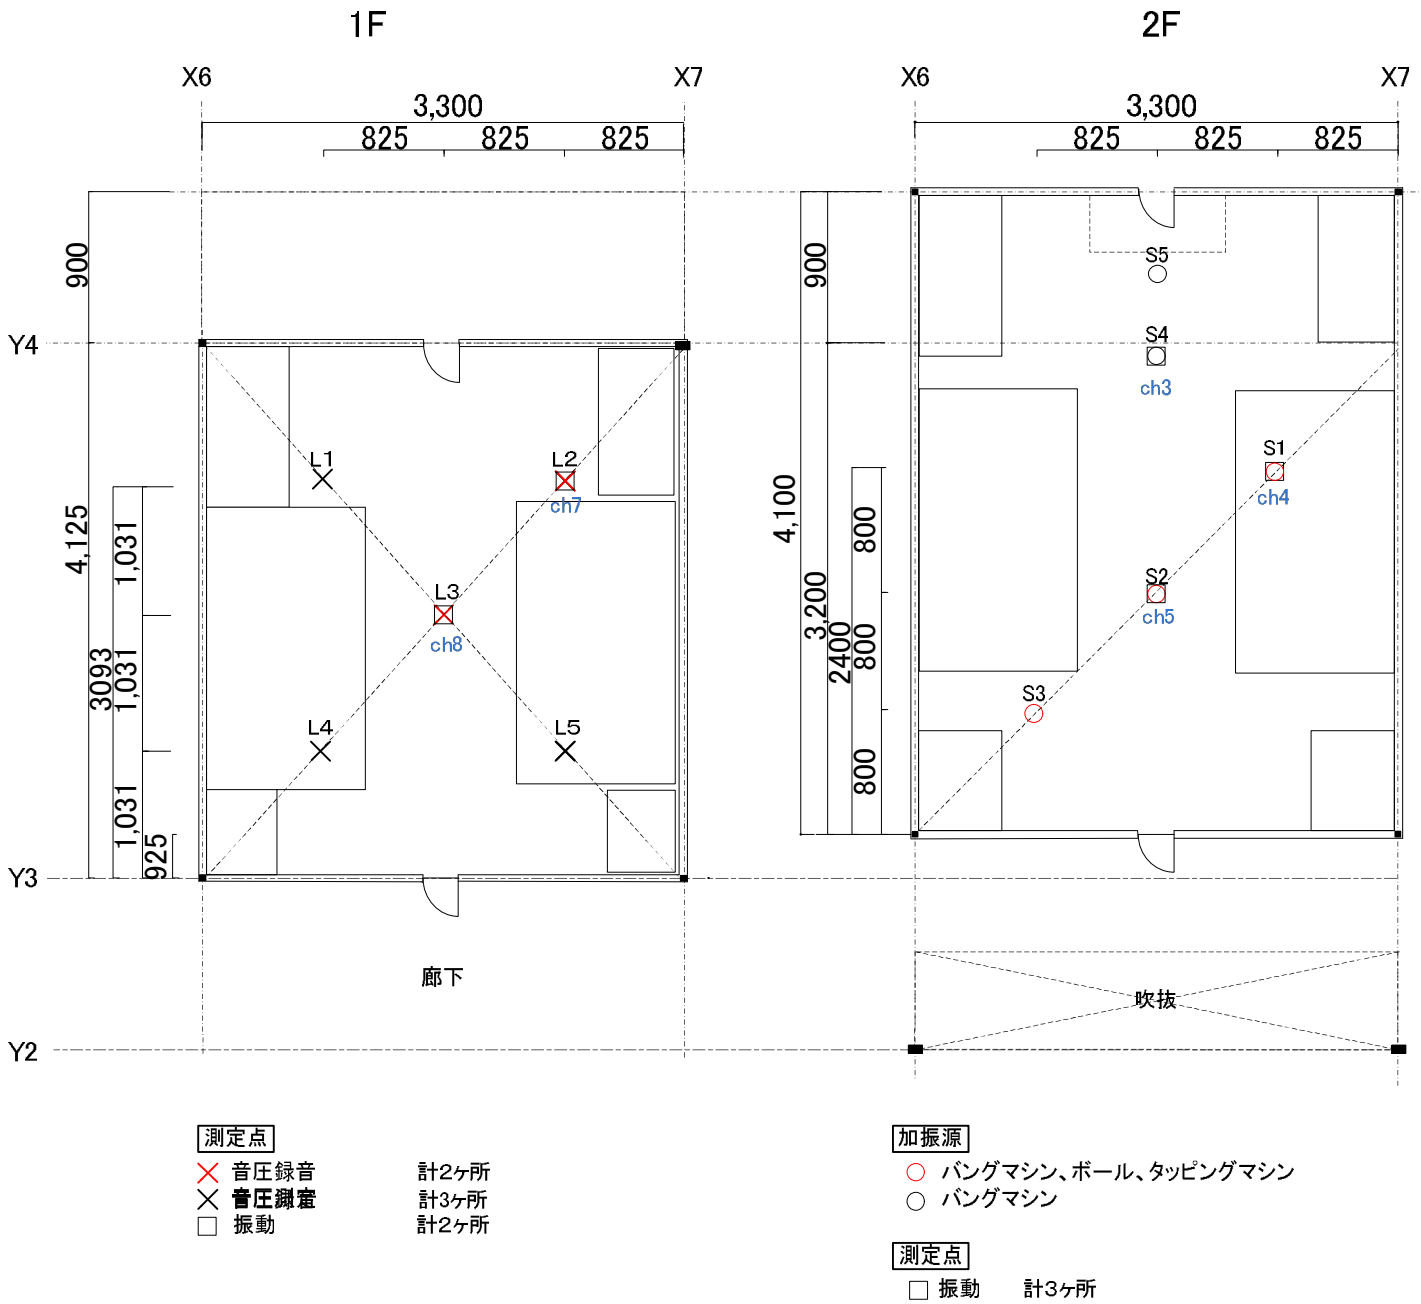 1F
2F
X6
X7
X6
X7
3,300
3,300
825
825
825
825
825
825
900
900
Y4
S5
S4
ch3
L1
L2
ch7
S1
ch4
4,125
1,031
4,100
800
L3
ch8
S2
ch5
3,200
2400
800
3093
1,031
L4
L5
S3
1,031
925
800
Y3
廊下
吹抜
Y2
測定点
音圧録音 計2ヶ所
音圧 計3ヶ所
振動 計2ヶ所
加振源
バングマシン、ボール、タッピングマシン
バングマシン
測定点
振動 計3ヶ所